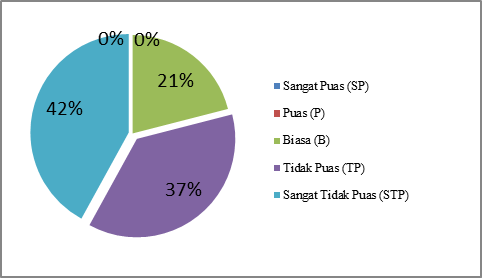 0% 0%
21%
42%
37%
Sangat Puas (SP)
Puas (P)
Biasa (B)
Tidak Puas (TP)
Sangat Tidak Puas (STP)